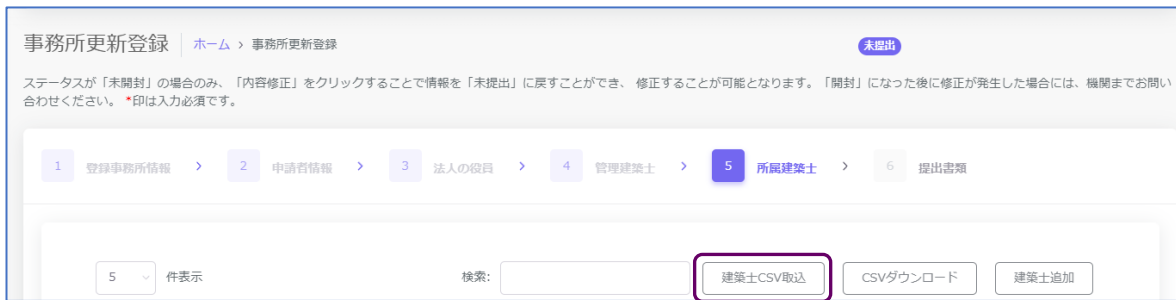 事務所更新登録 ホーム > 事務所更新登録 未提出
ステータスが「未開封」の場合のみ、「内容修正」をクリックすることで情報を「未提出」に戻すことができ、 修正することが可能となります。「開封」になった後に修正が発生した場合には、機関までお問い
合わせください。 *印は入力必須です。
1 登録事務所情報 > 2 申請者情報 > 3 法人の役員 > 4 管理建築士 > 5 所属建築士 > 6 提出書類
5 件表示 検索: 建築士CSV取込 CSVダウンロード 建築士追加